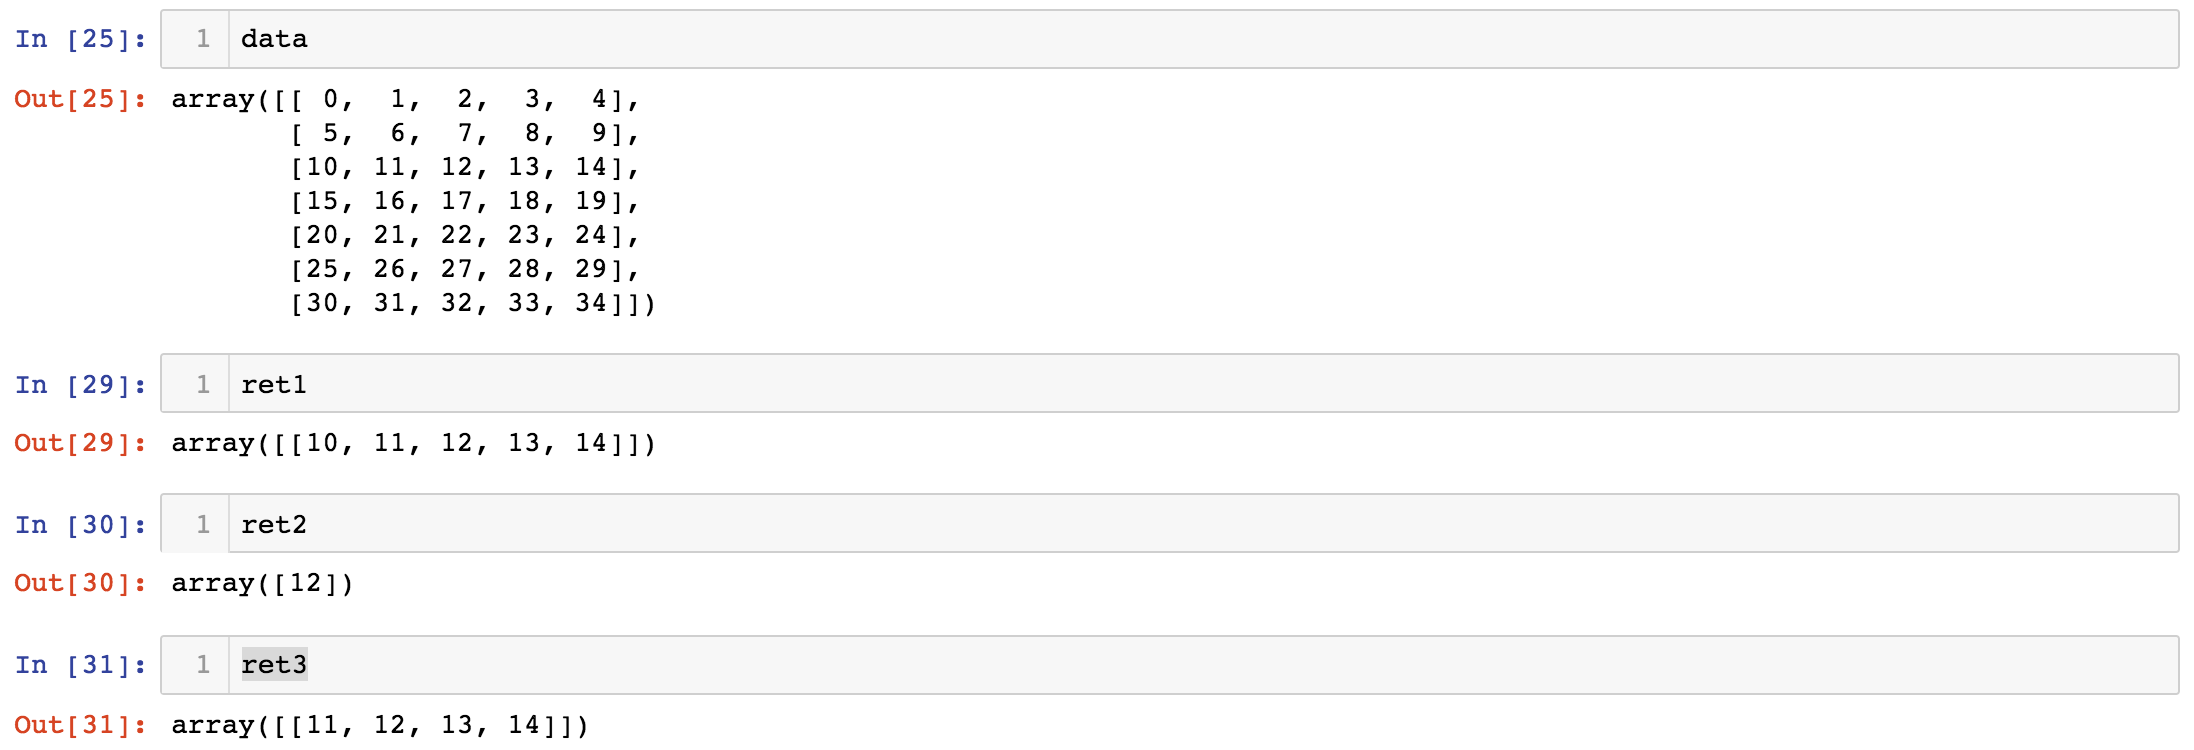 In [25]: 1 data
Out[25]: array([[ 0,  1,  2,  3,  4],
       [ 5,  6,  7,  8,  9],
       [10, 11, 12, 13, 14],
       [15, 16, 17, 18, 19],
       [20, 21, 22, 23, 24],
       [25, 26, 27, 28, 29],
       [30, 31, 32, 33, 34]])
In [29]: 1 ret1
Out[29]: array([[10, 11, 12, 13, 14]])
In [30]: 1 ret2
Out[30]: array([12])
In [31]: 1 ret3
Out[31]: array([[11, 12, 13, 14]])